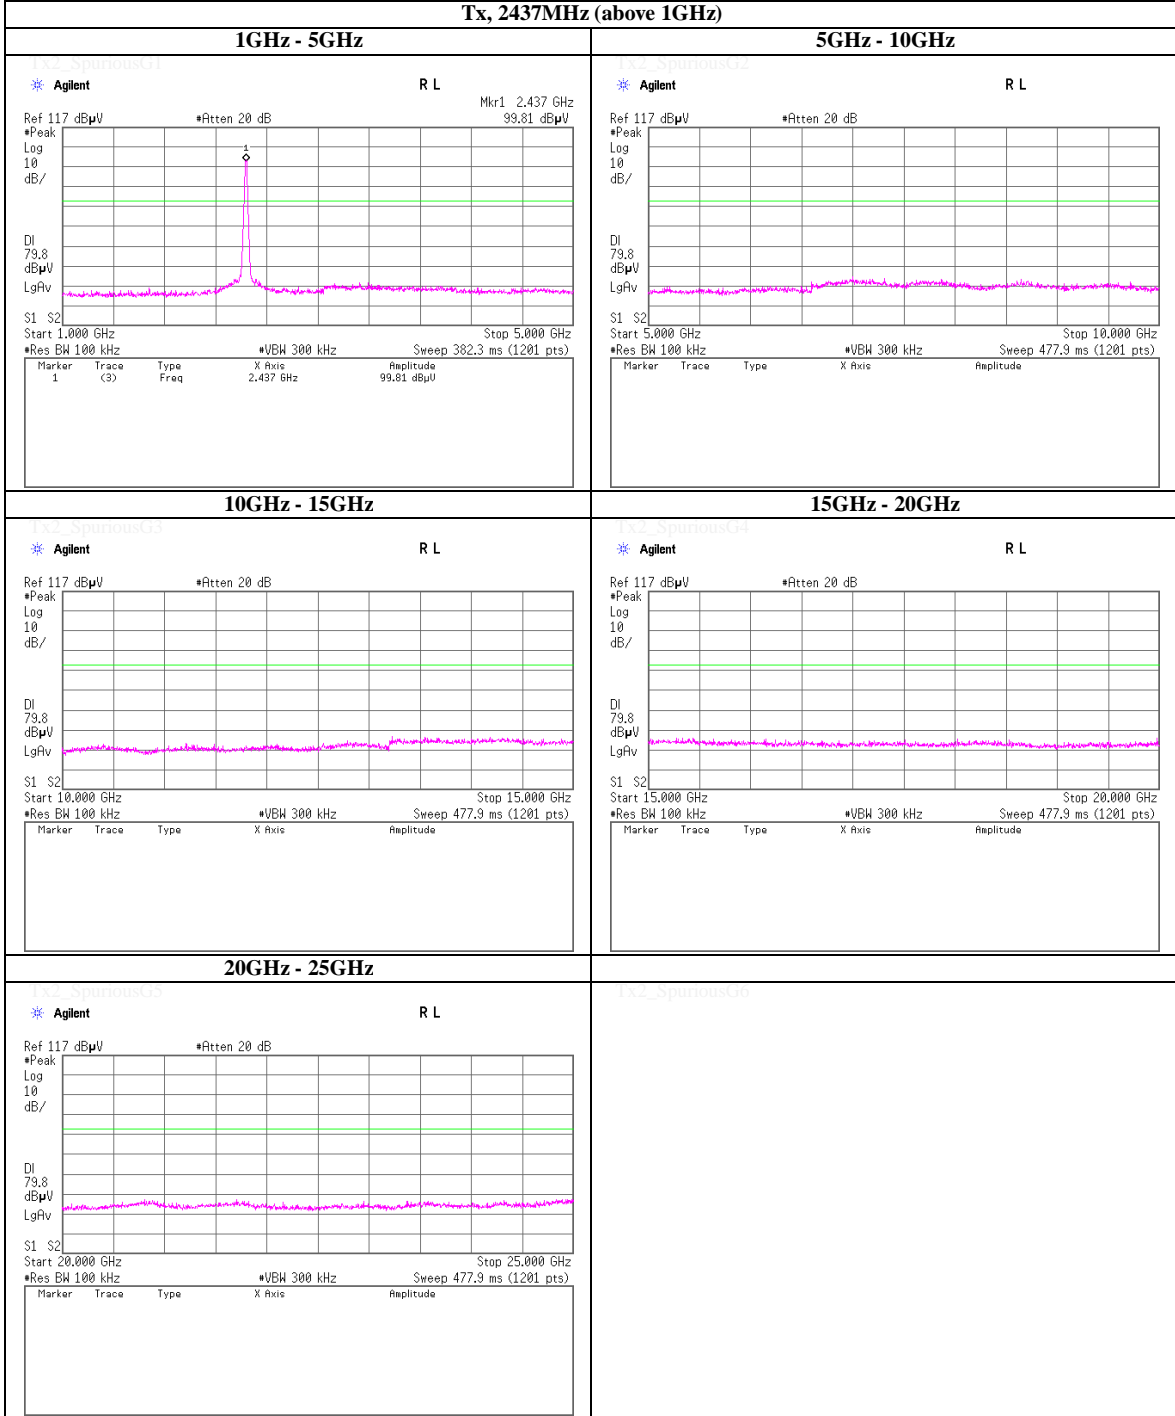 Tx, 2437MHz (above 1GHz)
1GHz - 5GHz
5GHz - 10GHz
Tx2_SpuriousG1
Agilent
R L
Mkr1 2.437 GHz
Ref 117 dBµV
#Atten 20 dB
99.81 dBµV
#Peak
Log
10
dB/
1
DI
79.8
dBµV
LgAv
S1 S2
Start 1.000 GHz
Stop 5.000 GHz
#Res BW 100 kHz
#VBW 300 kHz
Sweep 382.3 ms (1201 pts)
Marker Trace Type X Axis Amplitude
1 (3) Freq 2.437 GHz 99.81 dBµV
Tx2_SpuriousG2
Agilent
R L
Ref 117 dBµV
#Atten 20 dB
#Peak
Log
10
dB/
DI
79.8
dBµV
LgAv
S1 S2
Start 5.000 GHz
Stop 10.000 GHz
#Res BW 100 kHz
#VBW 300 kHz
Sweep 477.9 ms (1201 pts)
Marker Trace Type X Axis Amplitude
10GHz - 15GHz
15GHz - 20GHz
Tx2_SpuriousG3
Agilent
R L
Ref 117 dBµV
#Atten 20 dB
#Peak
Log
10
dB/
DI
79.8
dBµV
LgAv
S1 S2
Start 10.000 GHz
Stop 15.000 GHz
#Res BW 100 kHz
#VBW 300 kHz
Sweep 477.9 ms (1201 pts)
Marker Trace Type X Axis Amplitude
Tx2_SpuriousG4
Agilent
R L
Ref 117 dBµV
#Atten 20 dB
#Peak
Log
10
dB/
DI
79.8
dBµV
LgAv
S1 S2
Start 15.000 GHz
Stop 20.000 GHz
#Res BW 100 kHz
#VBW 300 kHz
Sweep 477.9 ms (1201 pts)
Marker Trace Type X Axis Amplitude
20GHz - 25GHz
Tx2_SpuriousG5
Agilent
R L
Ref 117 dBµV
#Atten 20 dB
#Peak
Log
10
dB/
DI
79.8
dBµV
LgAv
S1 S2
Start 20.000 GHz
Stop 25.000 GHz
#Res BW 100 kHz
#VBW 300 kHz
Sweep 477.9 ms (1201 pts)
Marker Trace Type X Axis Amplitude
Tx2_SpuriousG6